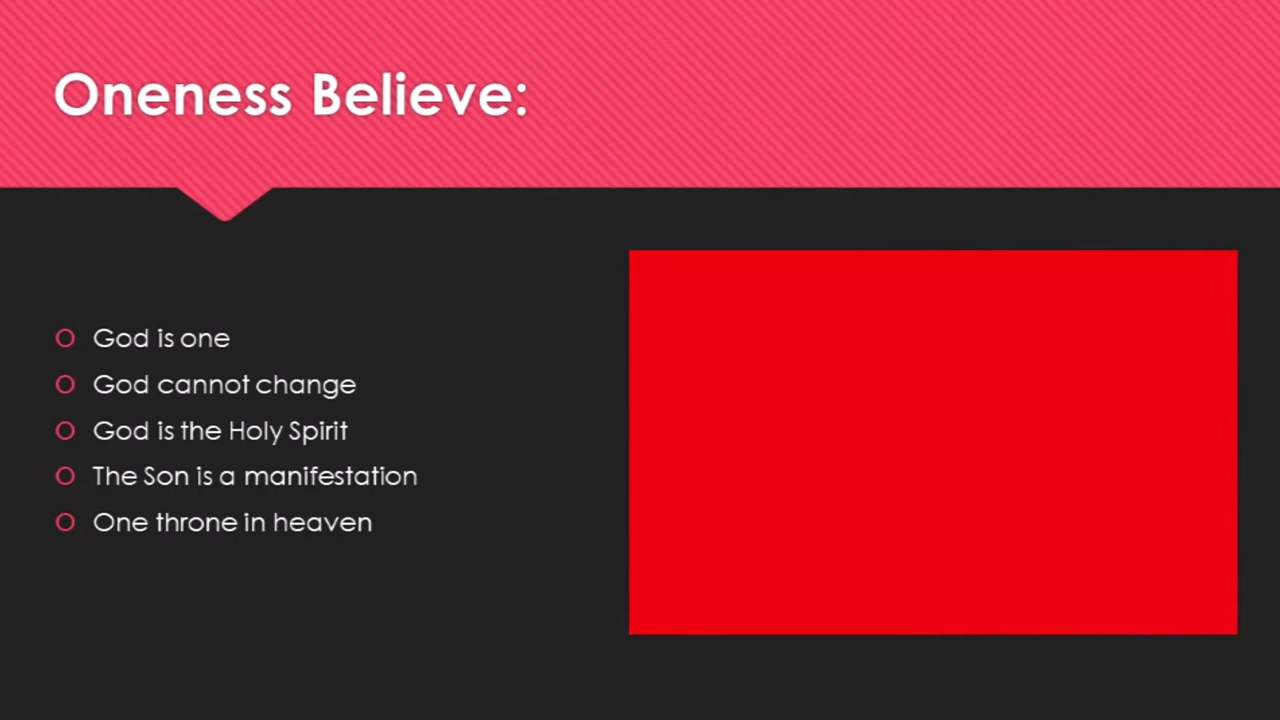 Oneness Believe:
God is one
God cannot change
God is the Holy Spirit
The Son is a manifestation
One throne in heaven